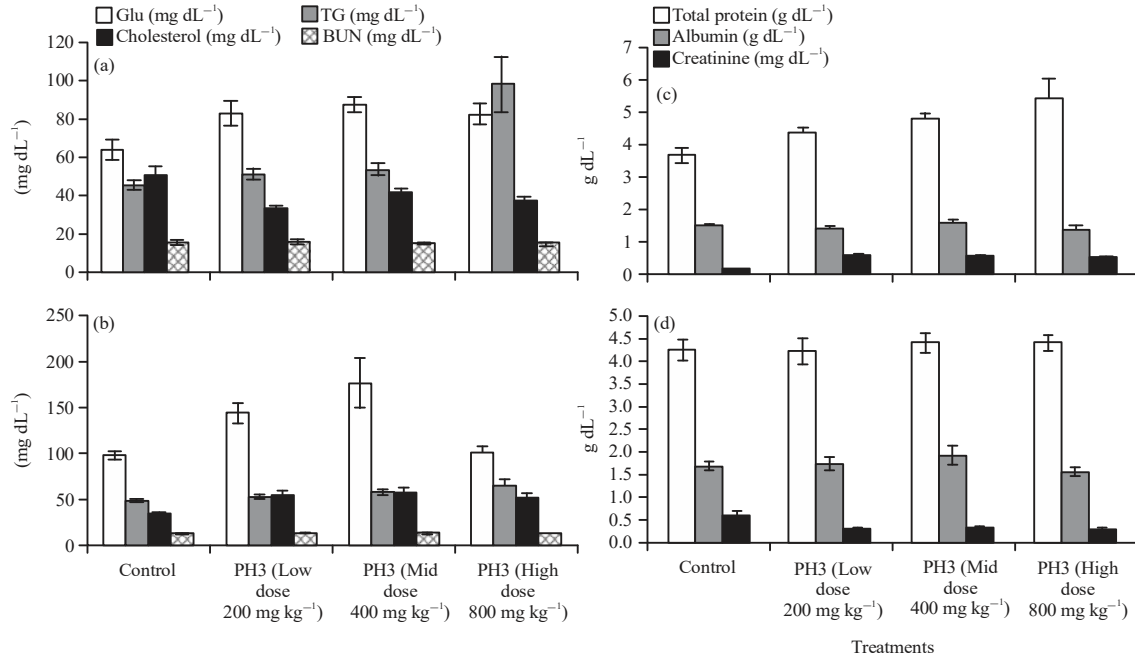 Glu (mg dL⁻¹)
TG (mg dL⁻¹)
Cholesterol (mg dL⁻¹)
BUN (mg dL⁻¹)
(a)
120
100
80
60
40
20
0
(mg dL⁻¹)
(b)
250
200
150
100
50
0
(mg dL⁻¹)
Control
PH3 (Low
dose
200 mg kg⁻¹)
PH3 (Mid
dose
400 mg kg⁻¹)
PH3 (High
dose
800 mg kg⁻¹)
Total protein (g dL⁻¹)
Albumin (g dL⁻¹)
Creatinine (mg dL⁻¹)
(c)
7
6
5
4
3
2
1
0
g dL⁻¹
(d)
5.0
4.5
4.0
3.5
3.0
2.5
2.0
1.5
1.0
0.5
0.0
g dL⁻¹
Control
PH3 (Low
dose
200 mg kg⁻¹)
PH3 (Mid
dose
400 mg kg⁻¹)
PH3 (High
dose
800 mg kg⁻¹)
Treatments